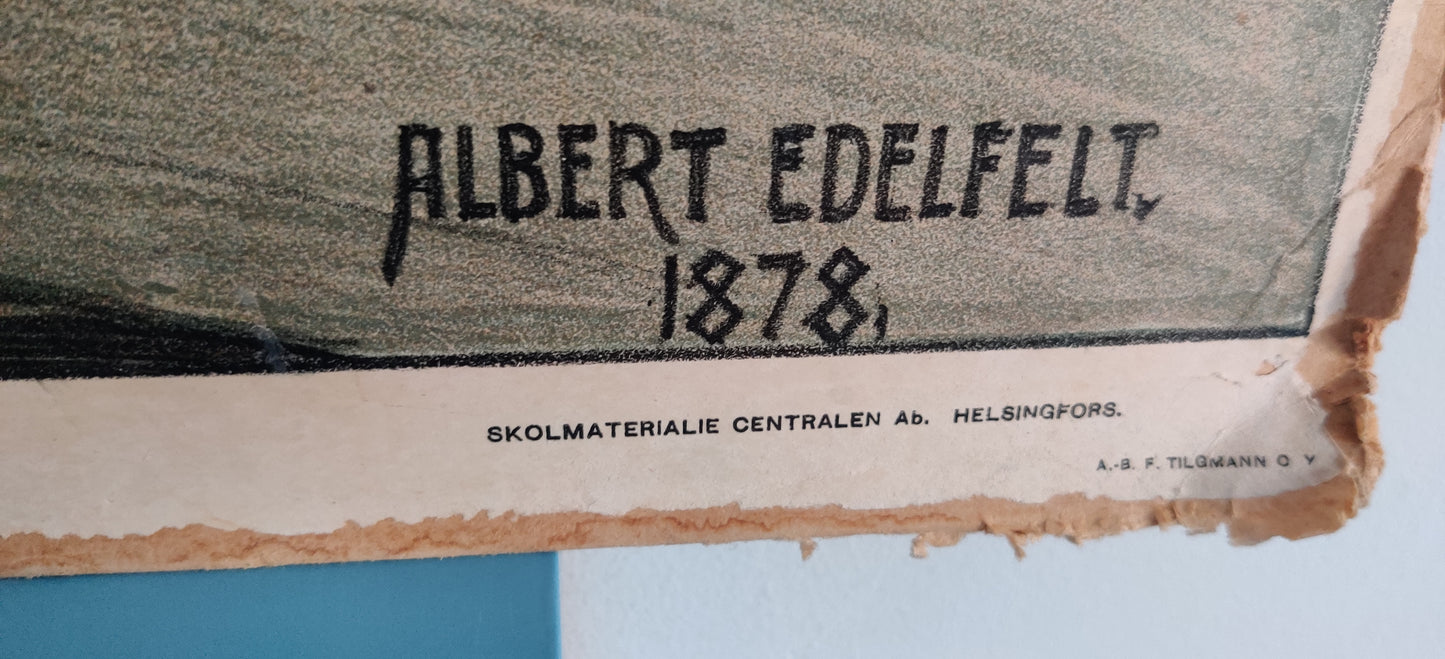 ALBERT EDELFELT.
1878.
SKOLMATERIALIE CENTRALEN Ab. HELSINGFORS.
A.-B. F. TILGMANN O Y